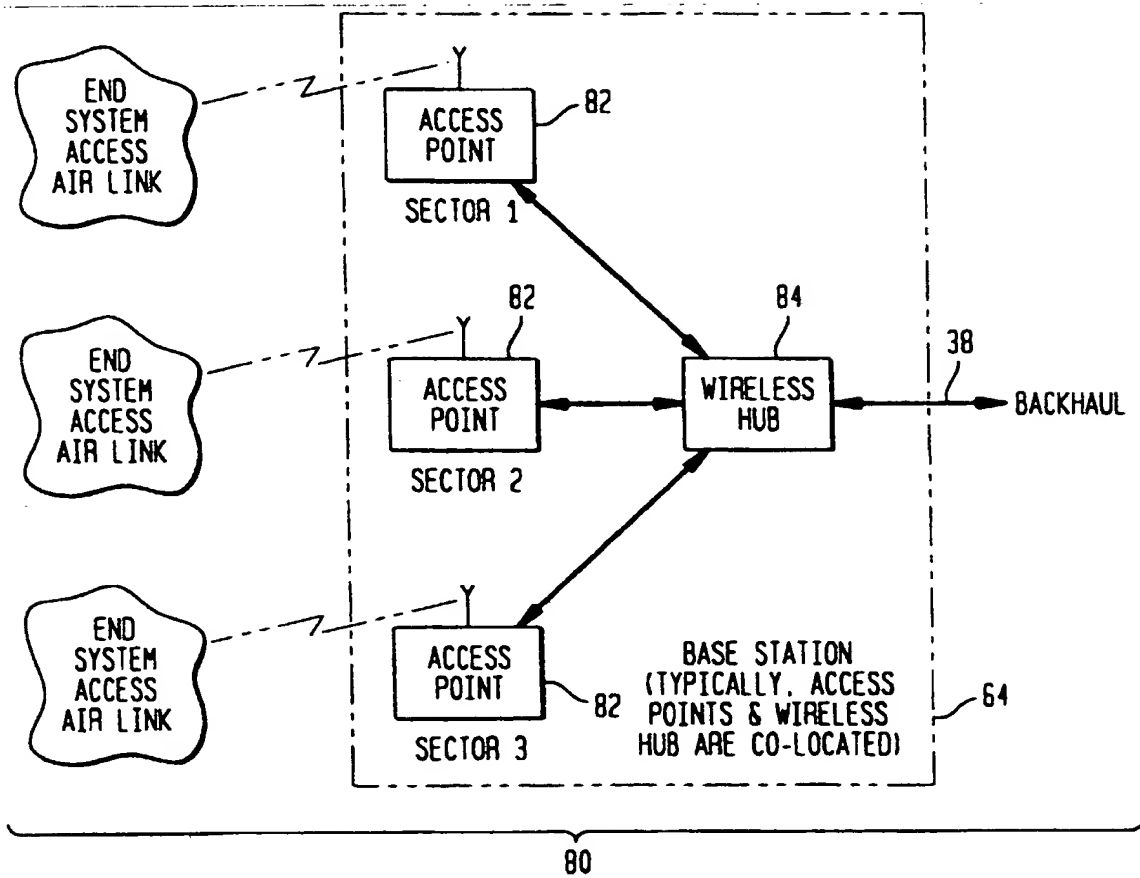 END
SYSTEM
ACCESS
AIR LINK
ACCESS
POINT
82
SECTOR 1
END
SYSTEM
ACCESS
AIR LINK
ACCESS
POINT
82
SECTOR 2
WIRELESS
HUB
84
38
BACKHAUL
END
SYSTEM
ACCESS
AIR LINK
ACCESS
POINT
82
SECTOR 3
BASE STATION
(TYPICALLY, ACCESS
POINTS & WIRELESS
HUB ARE CO-LOCATED)
64
80